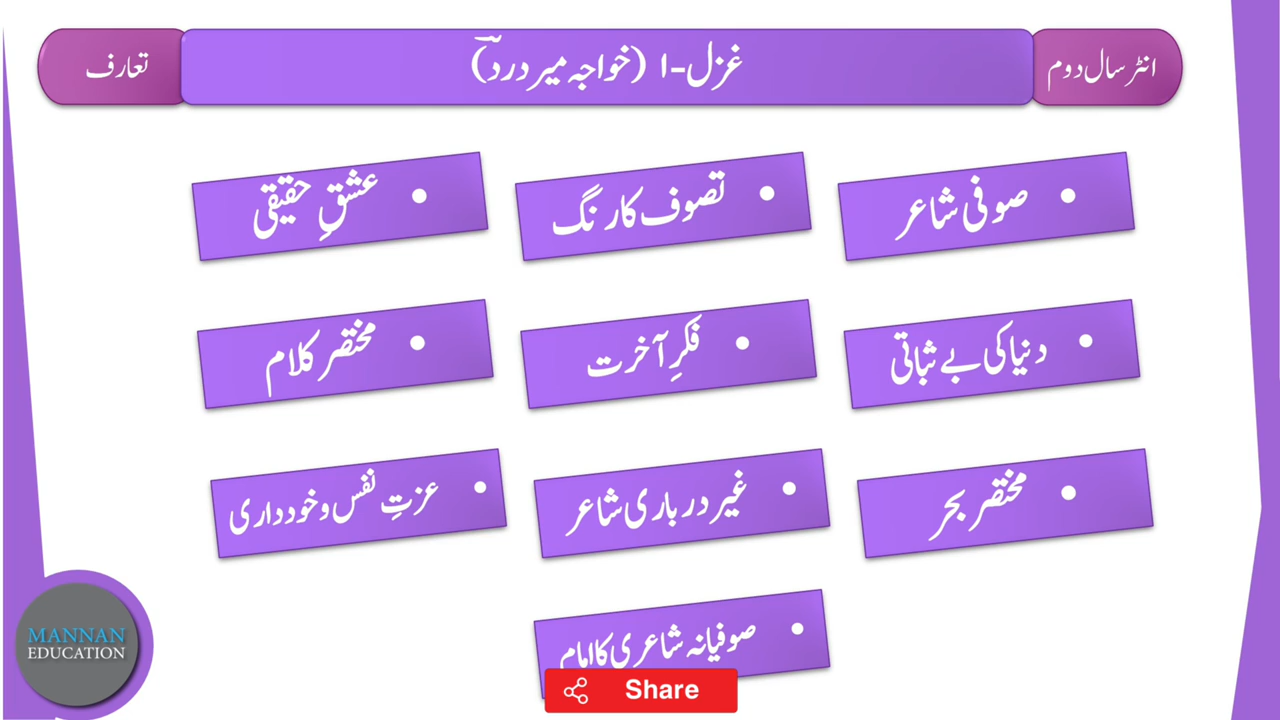 انٹر سال دوم
غزل-۱ (خواجہ میر دردؔ)
تعارف
• صوفی شاعر
• تصوف کا رنگ
• عشقِ حقیقی
• دنیا کی بے ثباتی
• فکرِ آخرت
• مختصر کلام
• مختصر بحر
• غیر درباری شاعر
• عزتِ نفس و خودداری
• صوفیانہ شاعری کا امام
MANNAN
EDUCATION
Share